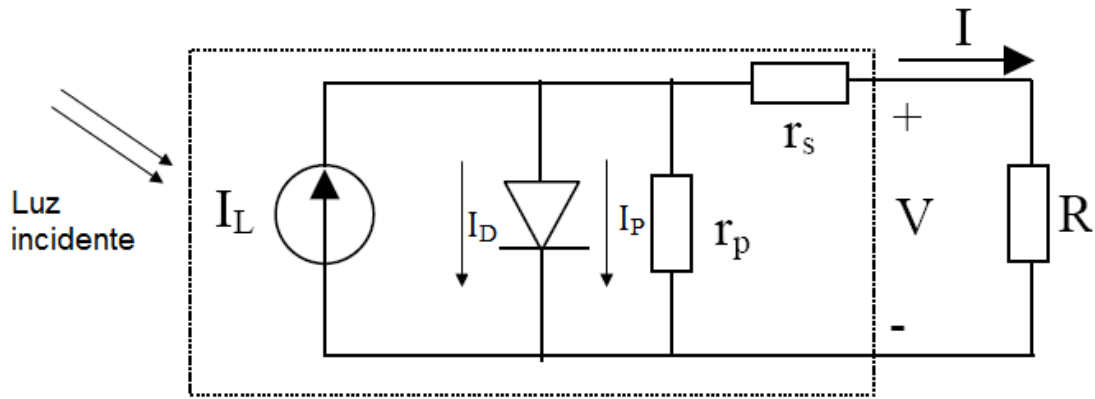 I
r_s
+
Luz
incidente
I_L
I_D
I_P
r_p
V
R
-